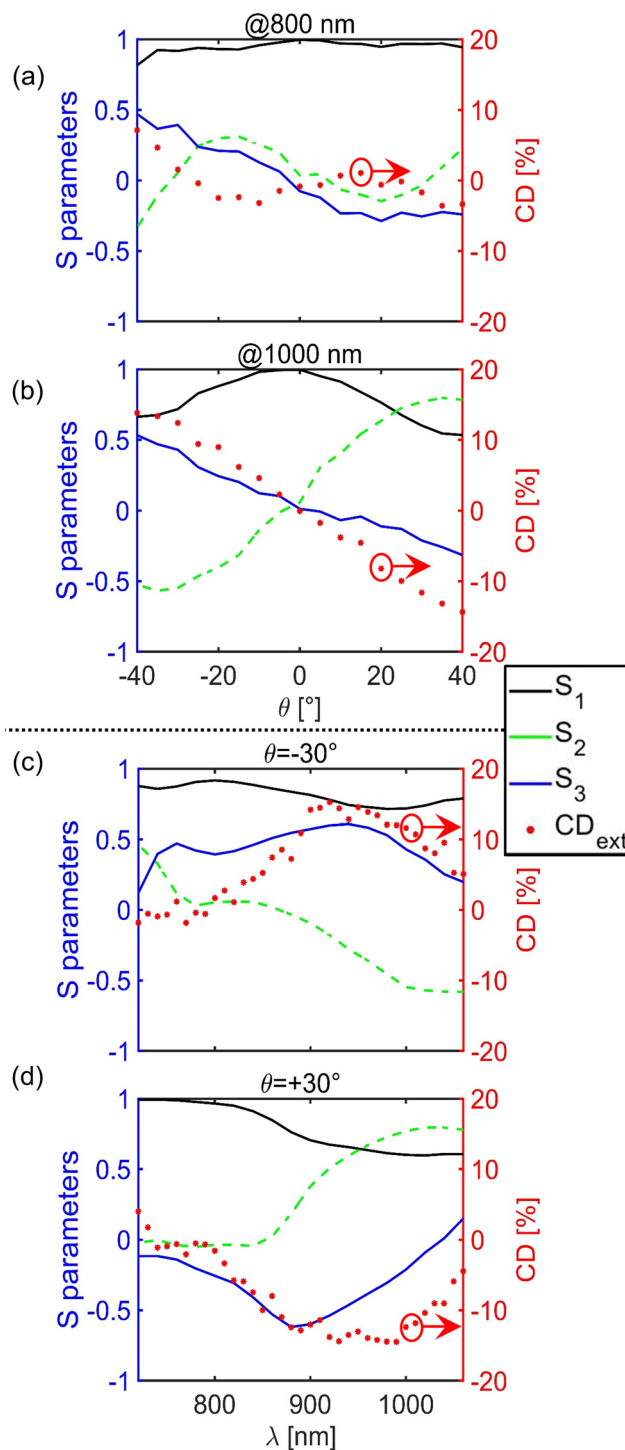 @800 nm
(a)
1
0.5
0
-0.5
-1
S parameters
20
10
0
-10
-20
CD [%]
@1000 nm
(b)
1
0.5
0
-0.5
-1
S parameters
20
10
0
-10
-20
CD [%]
-40
-20
0
20
40
θ [°]
S1
S2
S3
CDext
(c)
θ=-30°
1
0.5
0
-0.5
-1
S parameters
20
10
0
-10
-20
CD [%]
(d)
θ=+30°
1
0.5
0
-0.5
-1
S parameters
20
10
0
-10
-20
CD [%]
800
900
1000
λ [nm]